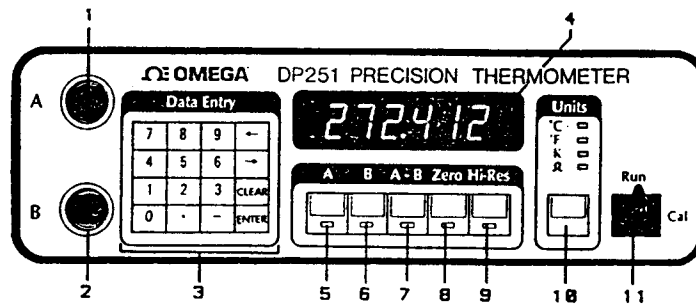 1
4
ΩE OMEGA DP251 PRECISION THERMOMETER
A
Data Entry
272.412
Units
7 8 9 ←
4 5 6 →
1 2 3 CLEAR
0 . – ENTER
°C
°F
K
Ω
A B A-B Zero Hi-Res
Run
B
Cal
2 3 5 6 7 8 9 10 11